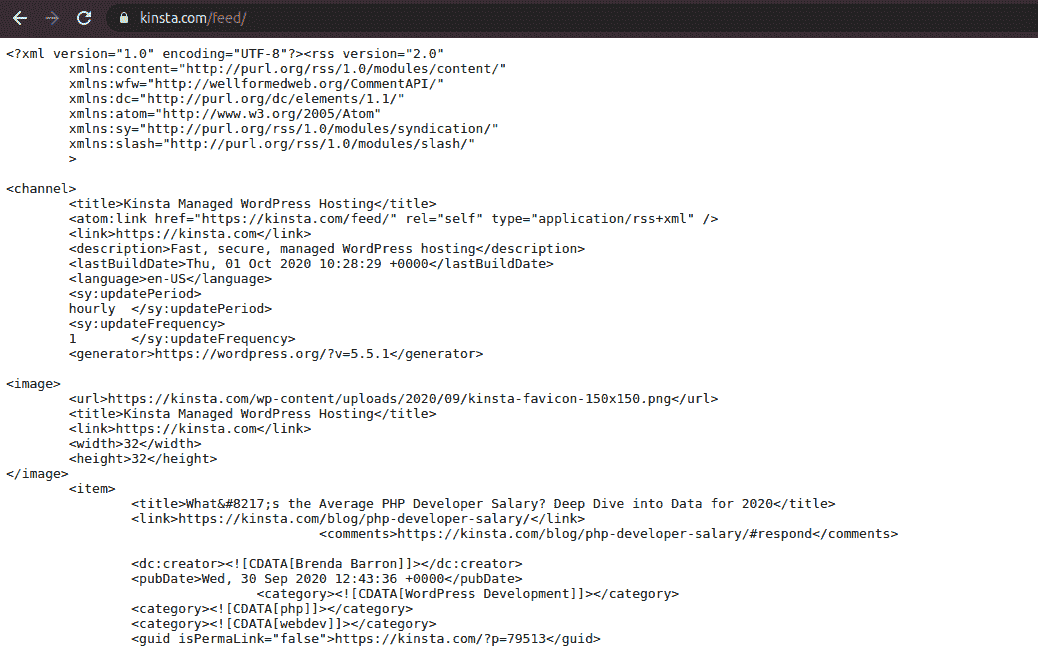 kinsta.com/feed/
<?xml version="1.0" encoding="UTF-8"?><rss version="2.0"
xmlns:content="http://purl.org/rss/1.0/modules/content/"
xmlns:wfw="http://wellformedweb.org/CommentAPI/"
xmlns:dc="http://purl.org/dc/elements/1.1/"
xmlns:atom="http://www.w3.org/2005/Atom"
xmlns:sy="http://purl.org/rss/1.0/modules/syndication/"
xmlns:slash="http://purl.org/rss/1.0/modules/slash/"
>
<channel>
<title>Kinsta Managed WordPress Hosting</title>
<atom:link href="https://kinsta.com/feed/" rel="self" type="application/rss+xml" />
<link>https://kinsta.com</link>
<description>Fast, secure, managed WordPress hosting</description>
<lastBuildDate>Thu, 01 Oct 2020 10:28:29 +0000</lastBuildDate>
<language>en-US</language>
<sy:updatePeriod>
hourly  </sy:updatePeriod>
<sy:updateFrequency>
1       </sy:updateFrequency>
<generator>https://wordpress.org/?v=5.5.1</generator>
<image>
<url>https://kinsta.com/wp-content/uploads/2020/09/kinsta-favicon-150x150.png</url>
<title>Kinsta Managed WordPress Hosting</title>
<link>https://kinsta.com</link>
<width>32</width>
<height>32</height>
</image>
<item>
<title>What&#8217;s the Average PHP Developer Salary? Deep Dive into Data for 2020</title>
<link>https://kinsta.com/blog/php-developer-salary/</link>
<comments>https://kinsta.com/blog/php-developer-salary/#respond</comments>
<dc:creator><![CDATA[Brenda Barron]]></dc:creator>
<pubDate>Wed, 30 Sep 2020 12:43:36 +0000</pubDate>
<category><![CDATA[WordPress Development]]></category>
<category><![CDATA[php]]></category>
<category><![CDATA[webdev]]></category>
<guid isPermaLink="false">https://kinsta.com/?p=79513</guid>